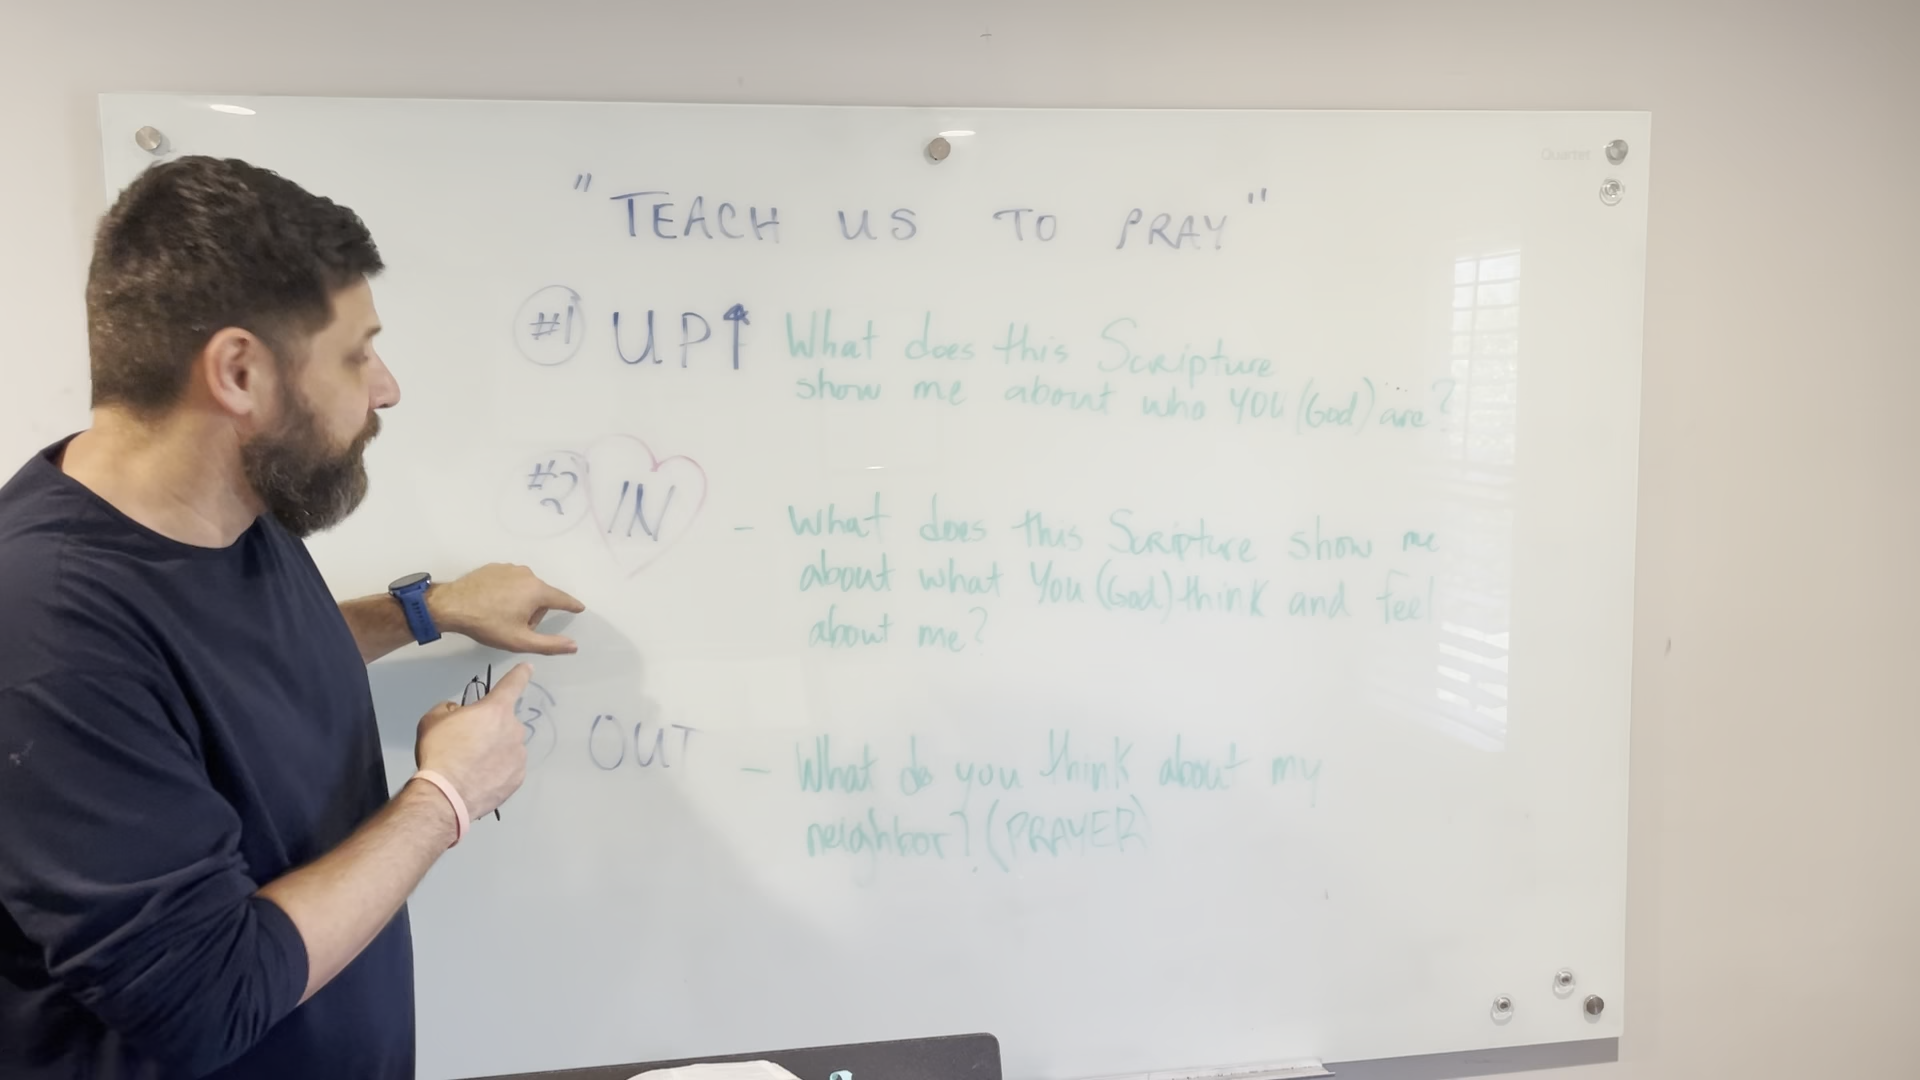 Quartet
"TEACH US TO PRAY"
#1 UP↑ What does this Scripture
show me about who YOU (God) are?
#2 IN - What does this Scripture show me
about what You (God) think and feel
about me?
#3 OUT - What do you think about my
neighbor? (PRAYER)